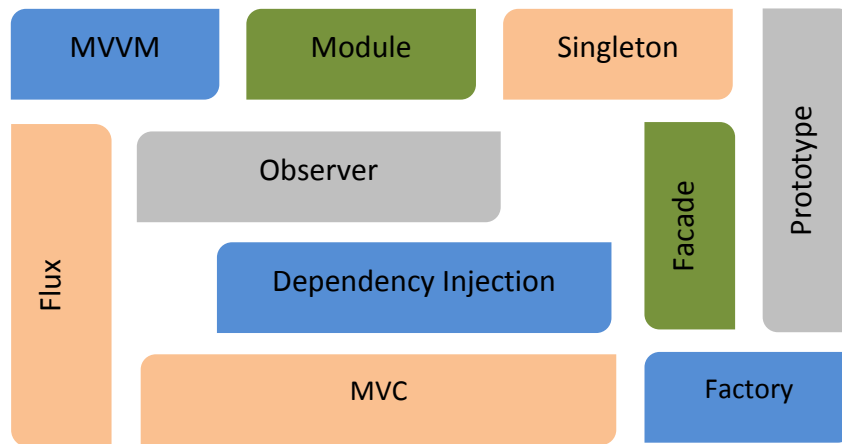 MVVM
Module
Singleton
Prototype
Flux
Observer
Facade
Dependency Injection
MVC
Factory